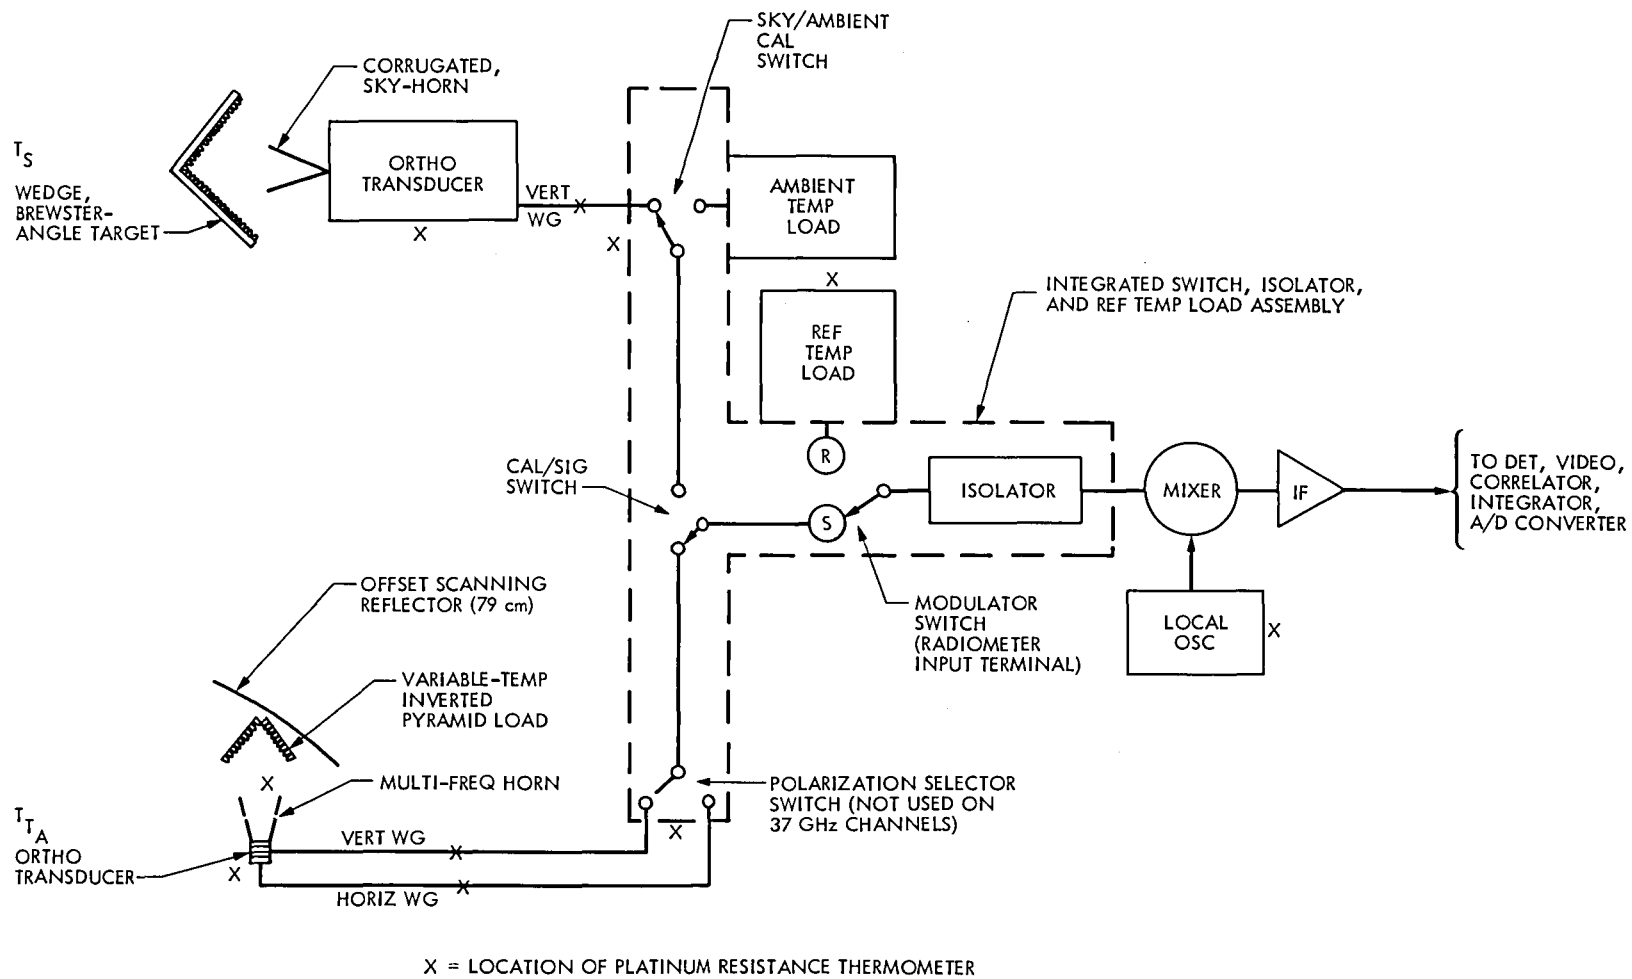 SKY/AMBIENT
CAL
SWITCH
CORRUGATED,
SKY-HORN
T_S
WEDGE,
BREWSTER-
ANGLE TARGET
ORTHO
TRANSDUCER
X
VERT
X
WG
X
AMBIENT
TEMP
LOAD
X
REF
TEMP
LOAD
INTEGRATED SWITCH, ISOLATOR,
AND REF TEMP LOAD ASSEMBLY
R
CAL/SIG
SWITCH
S
ISOLATOR
MIXER
IF
TO DET, VIDEO,
CORRELATOR,
INTEGRATOR,
A/D CONVERTER
MODULATOR
SWITCH
(RADIOMETER
INPUT TERMINAL)
LOCAL
OSC
X
OFFSET SCANNING
REFLECTOR (79 cm)
VARIABLE-TEMP
INVERTED
PYRAMID LOAD
X
MULTI-FREQ HORN
POLARIZATION SELECTOR
SWITCH (NOT USED ON
37 GHz CHANNELS)
T_T_A
ORTHO
TRANSDUCER
X
VERT WG
X
X
HORIZ WG
X
X = LOCATION OF PLATINUM RESISTANCE THERMOMETER